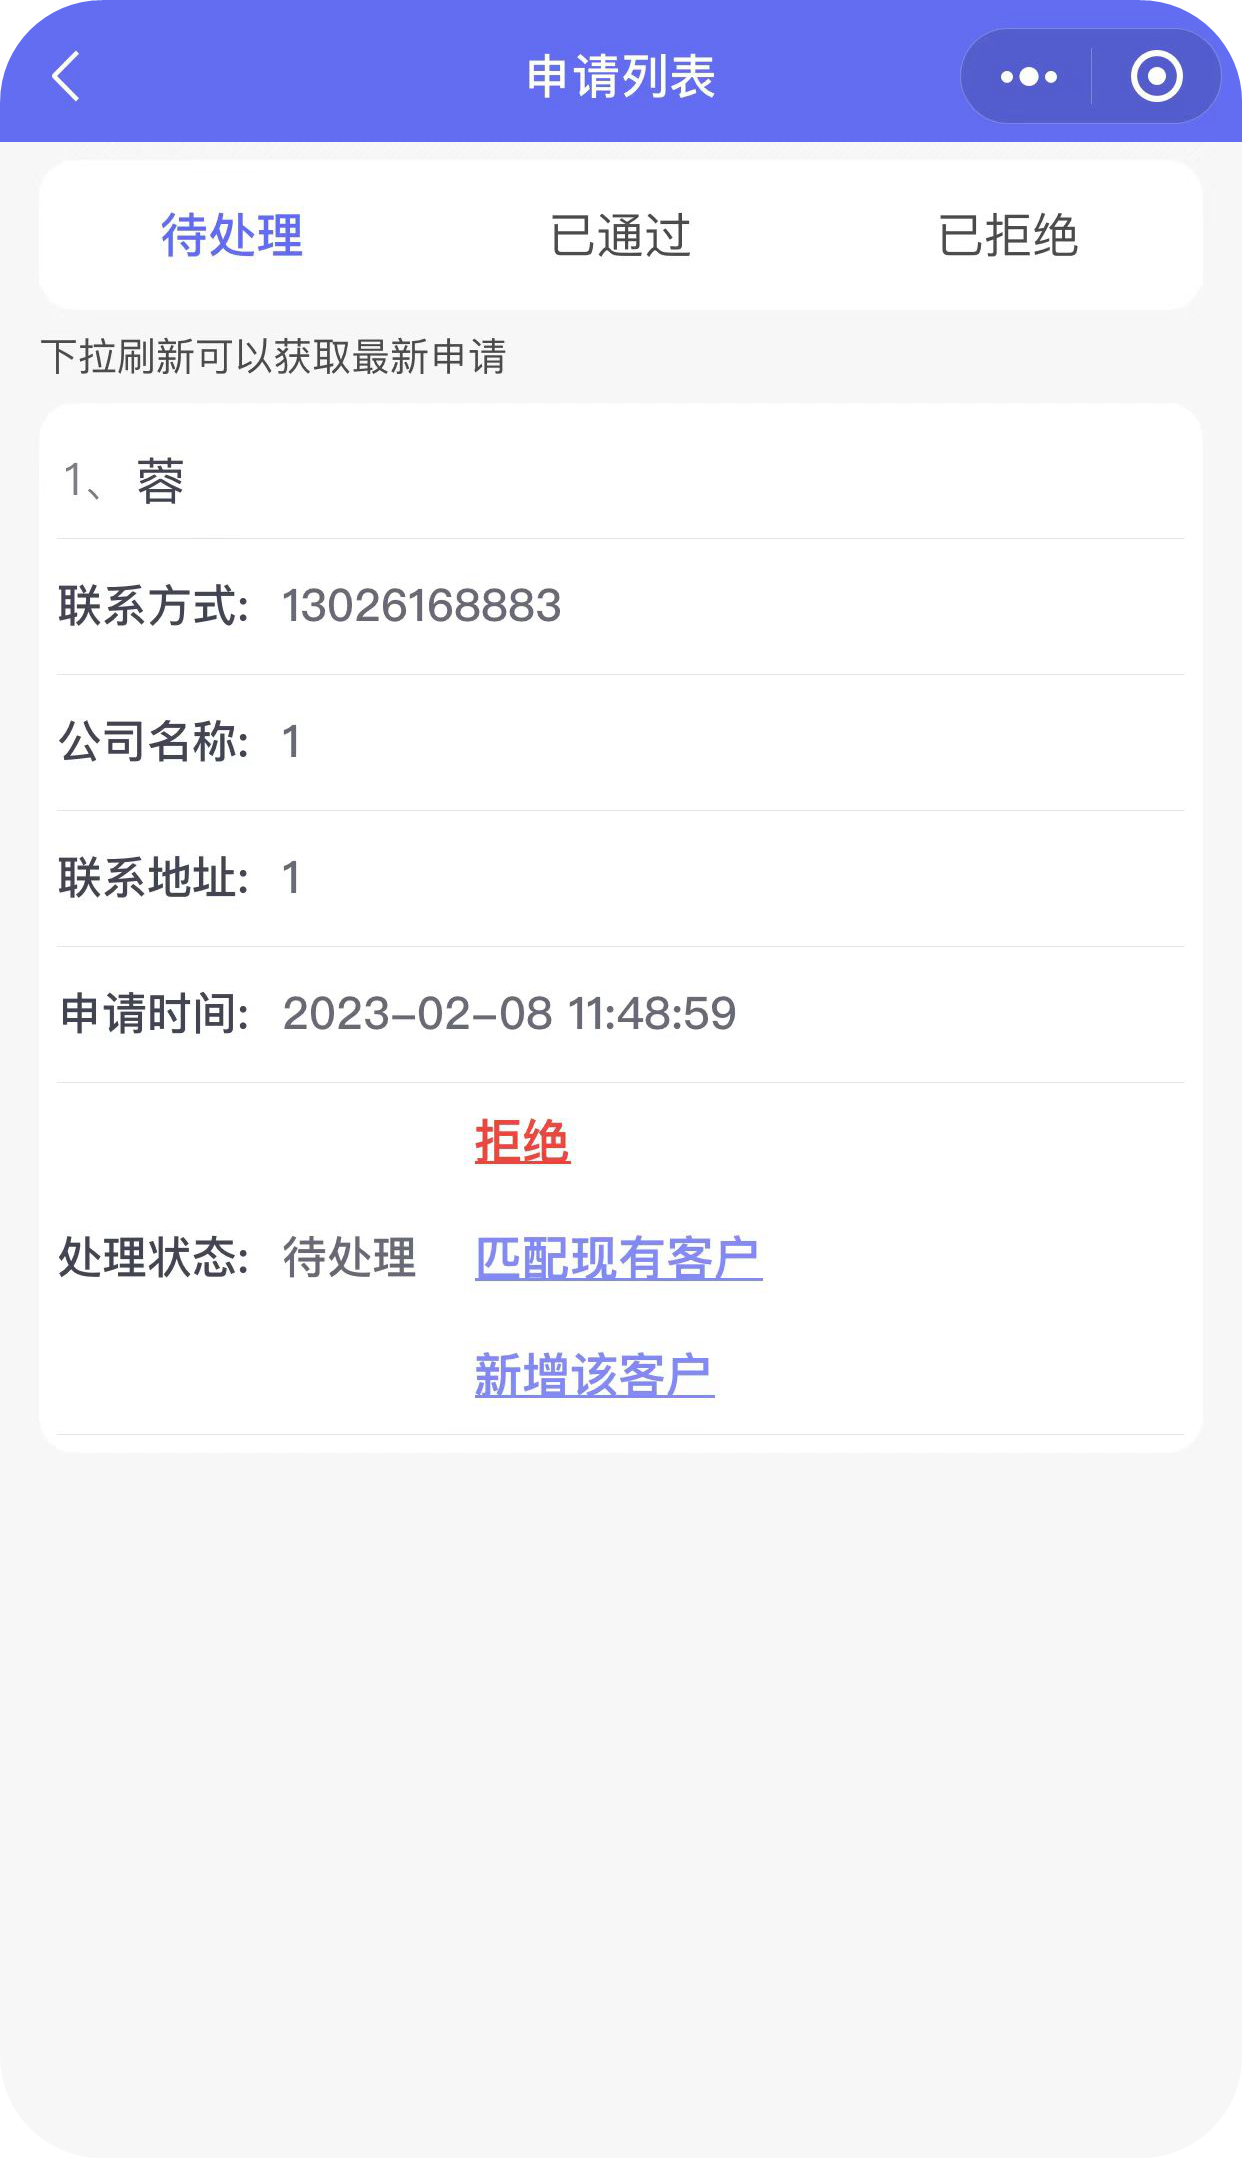 申请列表
待处理 已通过 已拒绝
下拉刷新可以获取最新申请
1、 蓉
联系方式: 13026168883
公司名称: 1
联系地址: 1
申请时间: 2023-02-08 11:48:59
拒绝
处理状态: 待处理 匹配现有客户
新增该客户